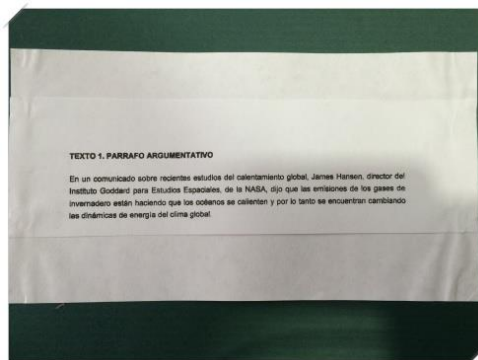 TEXTO 1. PARRAFO ARGUMENTATIVO
En un comunicado sobre recientes estudios del calentamiento global, James Hansen, director del
Instituto Goddard para Estudios Espaciales, de la NASA, dijo que las emisiones de los gases de
invernadero están haciendo que los océanos se calienten y por lo tanto se encuentran cambiando
las dinámicas de energía del clima global.